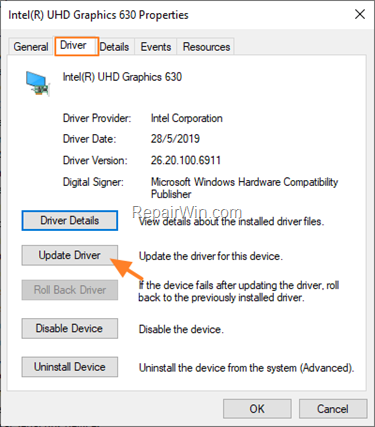 Intel(R) UHD Graphics 630 Properties
General Driver Details Events Resources
Intel(R) UHD Graphics 630
Driver Provider: Intel Corporation
Driver Date: 28/5/2019
Driver Version: 26.20.100.6911
Digital Signer: Microsoft Windows Hardware Compatibility
Publisher
RepairWin.com
Driver Details View details about the installed driver files.
Update Driver Update the driver for this device.
Roll Back Driver If the device fails after updating the driver, roll
back to the previously installed driver.
Disable Device Disable the device.
Uninstall Device Uninstall the device from the system (Advanced).
OK Cancel